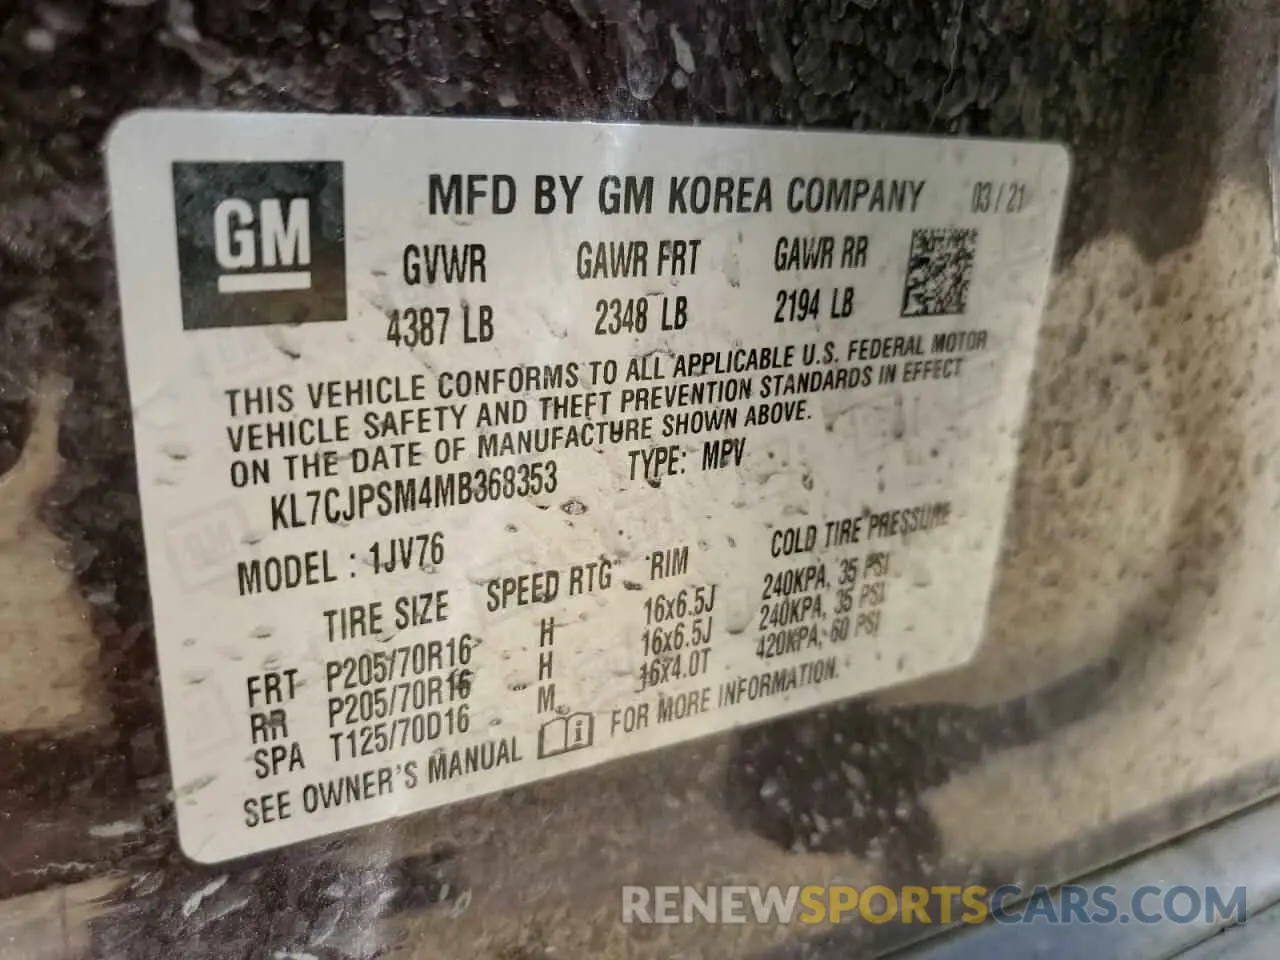 GM
MFD BY GM KOREA COMPANY 03/21
GVWR GAWR FRT GAWR RR
4387 LB 2348 LB 2194 LB
THIS VEHICLE CONFORMS TO ALL APPLICABLE U.S. FEDERAL MOTOR
VEHICLE SAFETY AND THEFT PREVENTION STANDARDS IN EFFECT
ON THE DATE OF MANUFACTURE SHOWN ABOVE.
KL7CJPSM4MB368353 TYPE: MPV
MODEL : 1JV76
TIRE SIZE SPEED RTG RIM COLD TIRE PRESSURE
FRT P205/70R16 H 16x6.5J 240KPA, 35 PSI
RR P205/70R16 H 16x6.5J 240KPA, 35 PSI
SPA T125/70D16 M 16X4.0T 420KPA, 60 PSI
SEE OWNER'S MANUAL i FOR MORE INFORMATION.
RENEWSPORTSCARS.COM